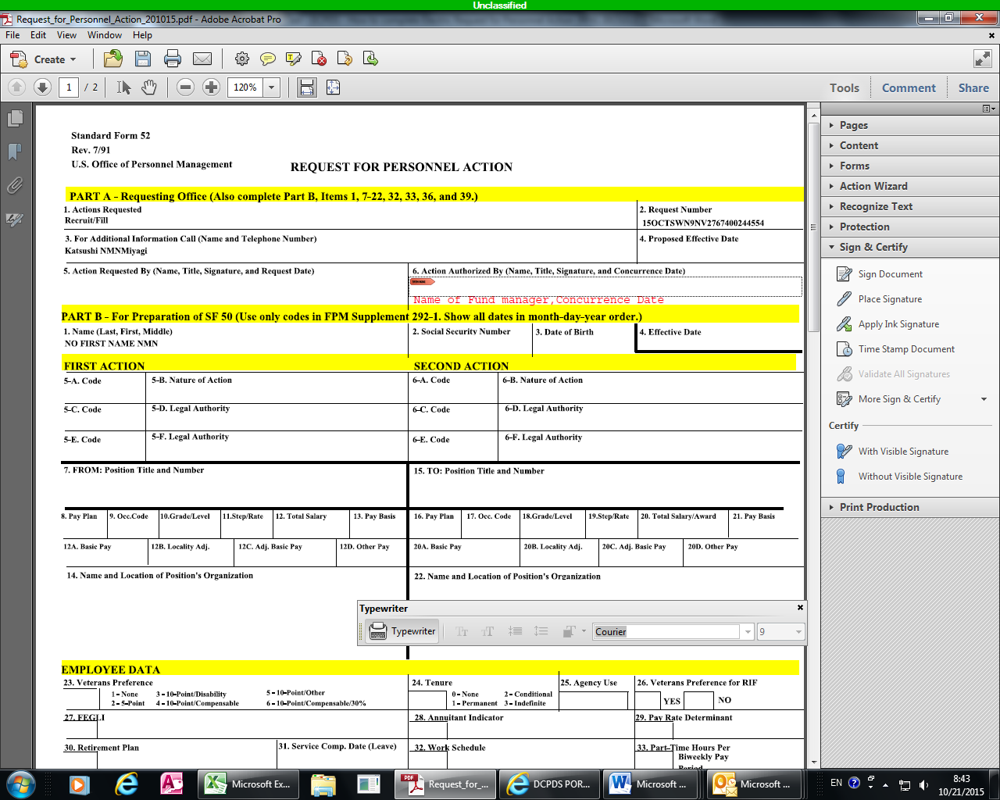 Unclassified
Request_for_Personnel_Action_201015.pdf - Adobe Acrobat Pro
File Edit View Window Help
Create
1 / 2 120% Tools Comment Share
Standard Form 52
Rev. 7/91
U.S. Office of Personnel Management
REQUEST FOR PERSONNEL ACTION
PART A - Requesting Office (Also complete Part B, Items 1, 7-22, 32, 33, 36, and 39.)
1. Actions Requested
Recruit/Fill
2. Request Number
15OCTSWN9NV2767400244554
3. For Additional Information Call (Name and Telephone Number)
Katsushi NMNMiyagi
4. Proposed Effective Date
5. Action Requested By (Name, Title, Signature, and Request Date)
6. Action Authorized By (Name, Title, Signature, and Concurrence Date)
Name of Fund manager,Concurrence Date
PART B - For Preparation of SF 50 (Use only codes in FPM Supplement 292-1. Show all dates in month-day-year order.)
1. Name (Last, First, Middle)
NO FIRST NAME NMN
2. Social Security Number
3. Date of Birth
4. Effective Date
FIRST ACTION
SECOND ACTION
5-A. Code
5-B. Nature of Action
6-A. Code
6-B. Nature of Action
5-C. Code
5-D. Legal Authority
6-C. Code
6-D. Legal Authority
5-E. Code
5-F. Legal Authority
6-E. Code
6-F. Legal Authority
7. FROM: Position Title and Number
15. TO: Position Title and Number
8. Pay Plan
9. Occ.Code
10.Grade/Level
11.Step/Rate
12. Total Salary
13. Pay Basis
16. Pay Plan
17. Occ. Code
18.Grade/Level
19.Step/Rate
20. Total Salary/Award
21. Pay Basis
12A. Basic Pay
12B. Locality Adj.
12C. Adj. Basic Pay
12D. Other Pay
20A. Basic Pay
20B. Locality Adj.
20C. Adj. Basic Pay
20D. Other Pay
14. Name and Location of Position's Organization
22. Name and Location of Position's Organization
Typewriter
Typewriter Courier 9
EMPLOYEE DATA
23. Veterans Preference
1 - None 3 - 10-Point/Disability 5 - 10-Point/Other
2 - 5-Point 4 - 10-Point/Compensable 6 - 10-Point/Compensable/30%
24. Tenure
0 - None 2 - Conditional
1 - Permanent 3 - Indefinite
25. Agency Use
26. Veterans Preference for RIF
YES NO
27. FEGLI
28. Annuitant Indicator
29. Pay Rate Determinant
30. Retirement Plan
31. Service Comp. Date (Leave)
32. Work Schedule
33. Part-Time Hours Per
Biweekly Pay
Period
Pages
Content
Forms
Action Wizard
Recognize Text
Protection
Sign & Certify
Sign Document
Place Signature
Apply Ink Signature
Time Stamp Document
Validate All Signatures
More Sign & Certify
Certify
With Visible Signature
Without Visible Signature
Print Production
Microsoft Ex...
Request_for_...
DCPDS POR...
Microsoft ...
Microsoft ...
EN
8:43
10/21/2015